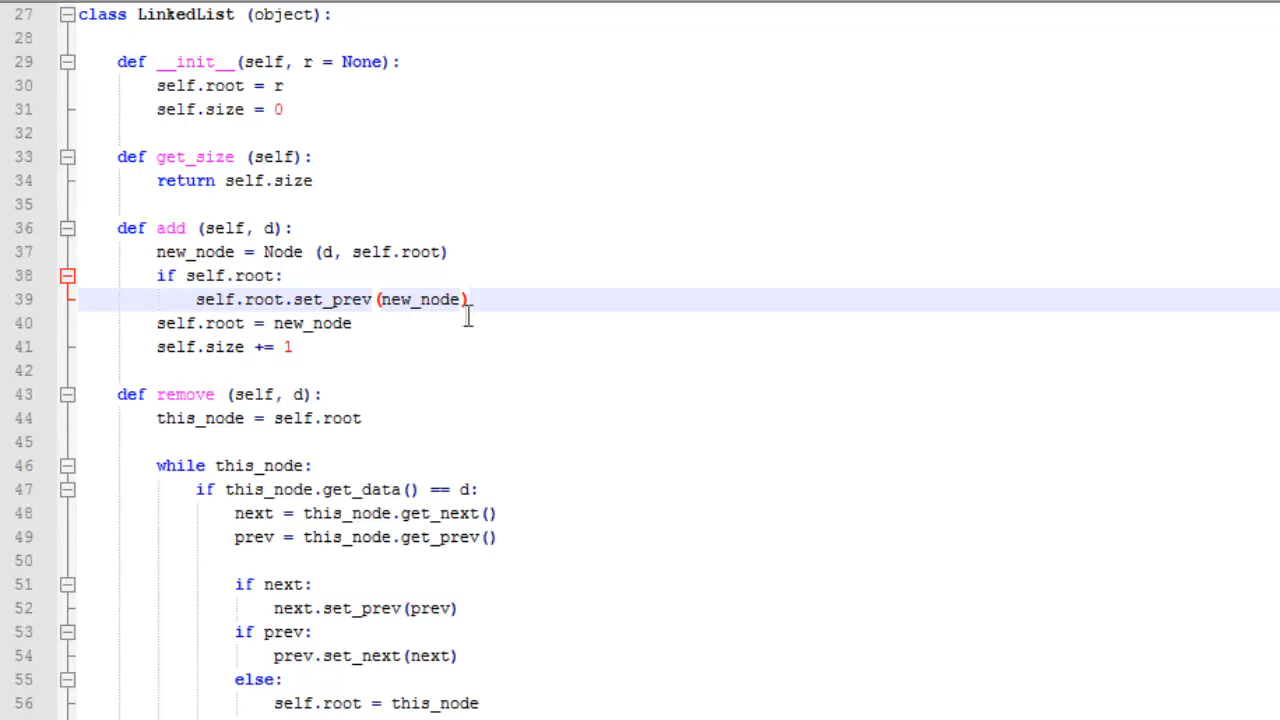 27 class LinkedList (object):
28
29 def __init__(self, r = None):
30 self.root = r
31 self.size = 0
32
33 def get_size (self):
34 return self.size
35
36 def add (self, d):
37 new_node = Node (d, self.root)
38 if self.root:
39 self.root.set_prev(new_node)
40 self.root = new_node
41 self.size += 1
42
43 def remove (self, d):
44 this_node = self.root
45
46 while this_node:
47 if this_node.get_data() == d:
48 next = this_node.get_next()
49 prev = this_node.get_prev()
50
51 if next:
52 next.set_prev(prev)
53 if prev:
54 prev.set_next(next)
55 else:
56 self.root = this_node